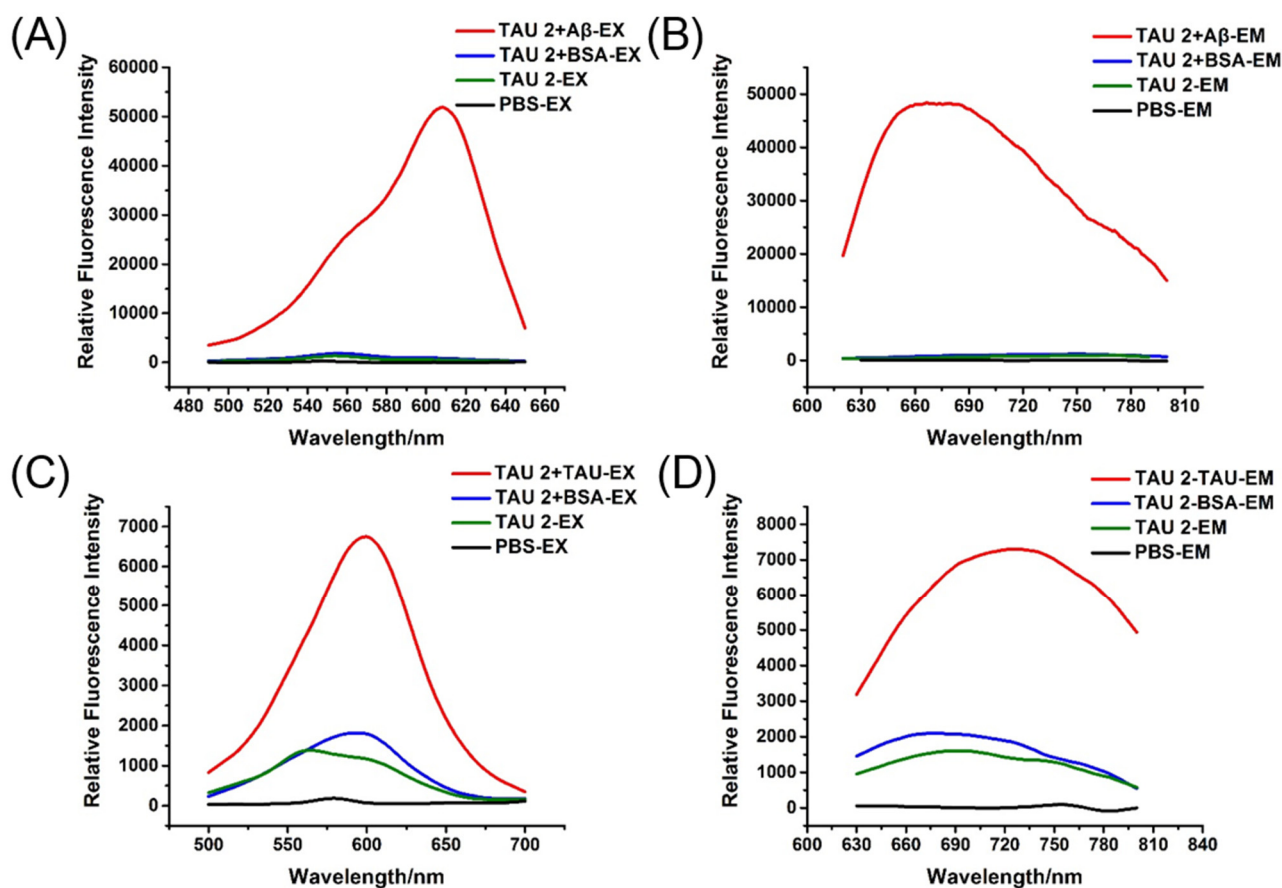 (A)
TAU 2+Aβ-EX
TAU 2+BSA-EX
TAU 2-EX
PBS-EX
Relative Fluorescence Intensity
60000
50000
40000
30000
20000
10000
0
480 500 520 540 560 580 600 620 640 660
Wavelength/nm
(B)
TAU 2+Aβ-EM
TAU 2+BSA-EM
TAU 2-EM
PBS-EM
Relative Fluorescence Intensity
50000
40000
30000
20000
10000
0
600 630 660 690 720 750 780 810
Wavelength/nm
(C)
TAU 2+TAU-EX
TAU 2+BSA-EX
TAU 2-EX
PBS-EX
Relative Fluorescence Intensity
7000
6000
5000
4000
3000
2000
1000
0
500 550 600 650 700
Wavelength/nm
(D)
TAU 2-TAU-EM
TAU 2-BSA-EM
TAU 2-EM
PBS-EM
Relative Fluorescence Intensity
8000
7000
6000
5000
4000
3000
2000
1000
0
600 630 660 690 720 750 780 810 840
Wavelength/nm